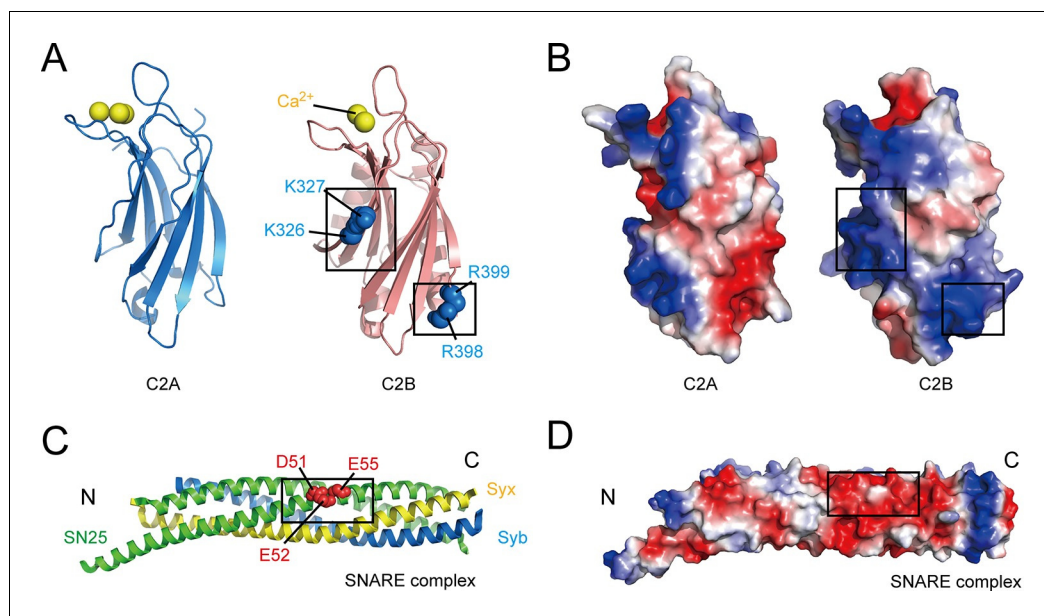 A
B
Ca2+
K327
K326
R399
R398
C2A
C2B
C2A
C2B
C
D
D51
E55
C
C
N
Syx
N
SN25
Syb
E52
SNARE complex
SNARE complex